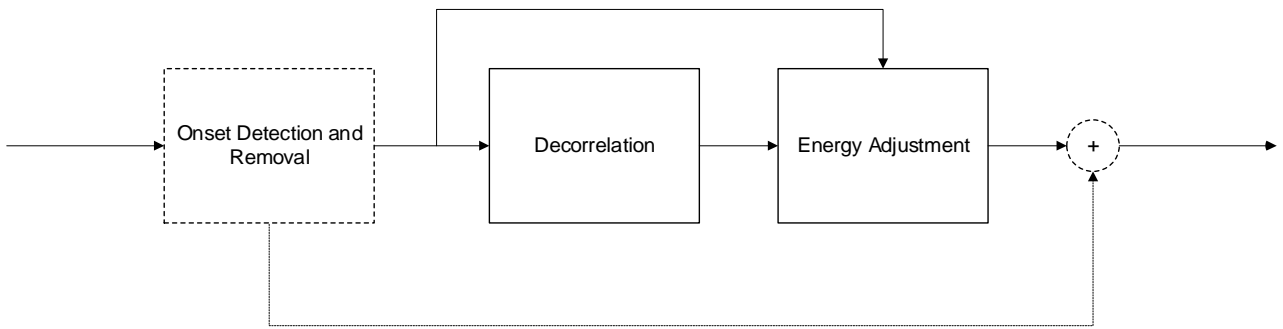 Onset Detection and
Removal
Decorrelation
Energy Adjustment
+